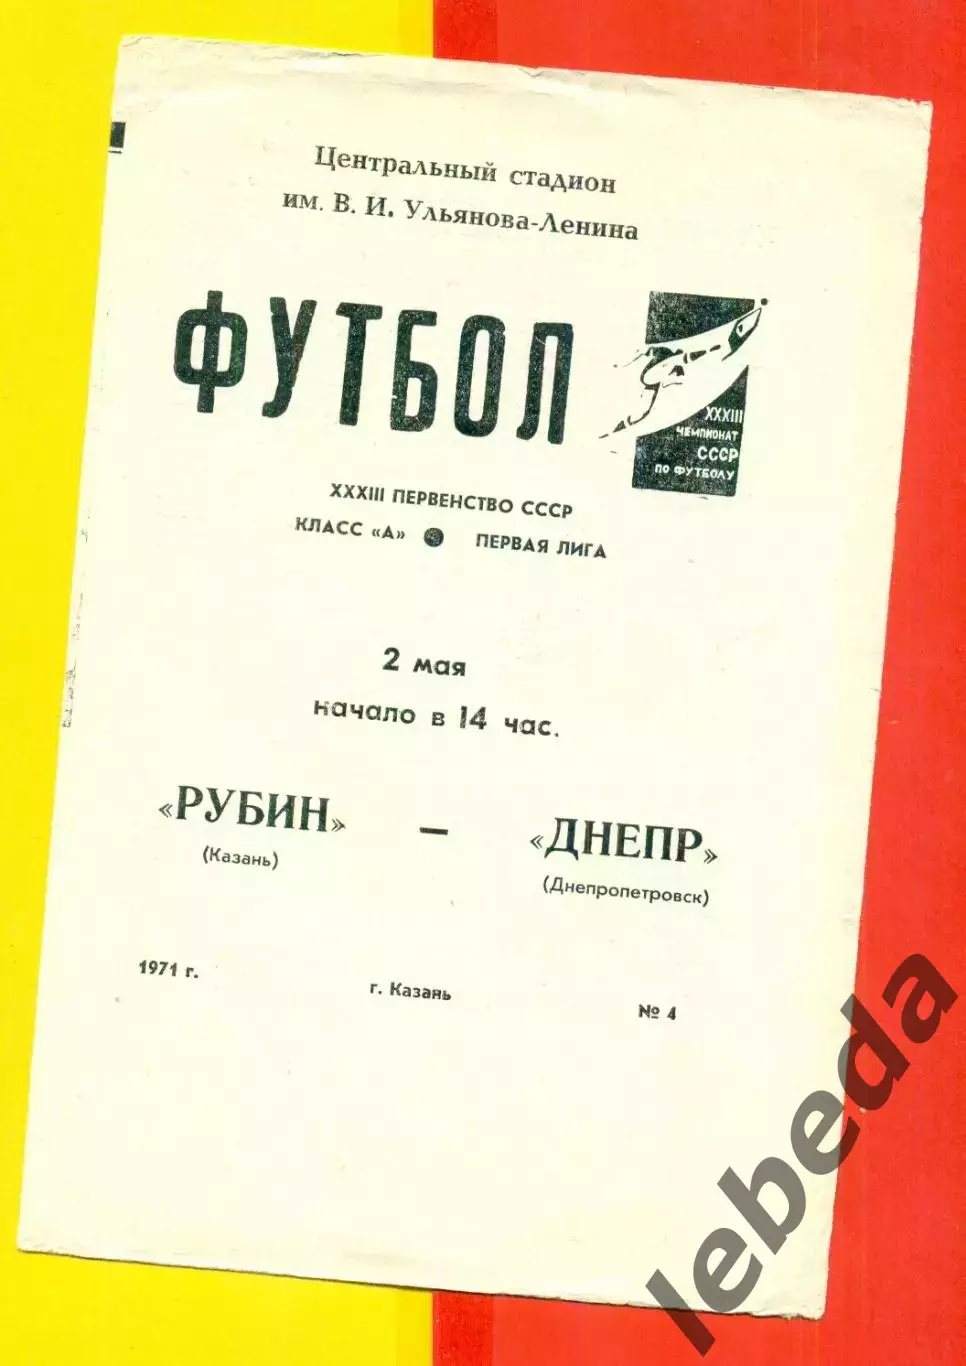 Центральный стадион
им. В. И. Ульянова-Ленина
ФУТБОЛ
XXXIII
ЧЕМПИОНАТ
СССР
ПО ФУТБОЛУ
XXXIII ПЕРВЕНСТВО СССР
КЛАСС «А» ПЕРВАЯ ЛИГА
2 мая
начало в 14 час.
«РУБИН» — «ДНЕПР»
(Казань) (Днепропетровск)
1971 г. г. Казань № 4
lebeda